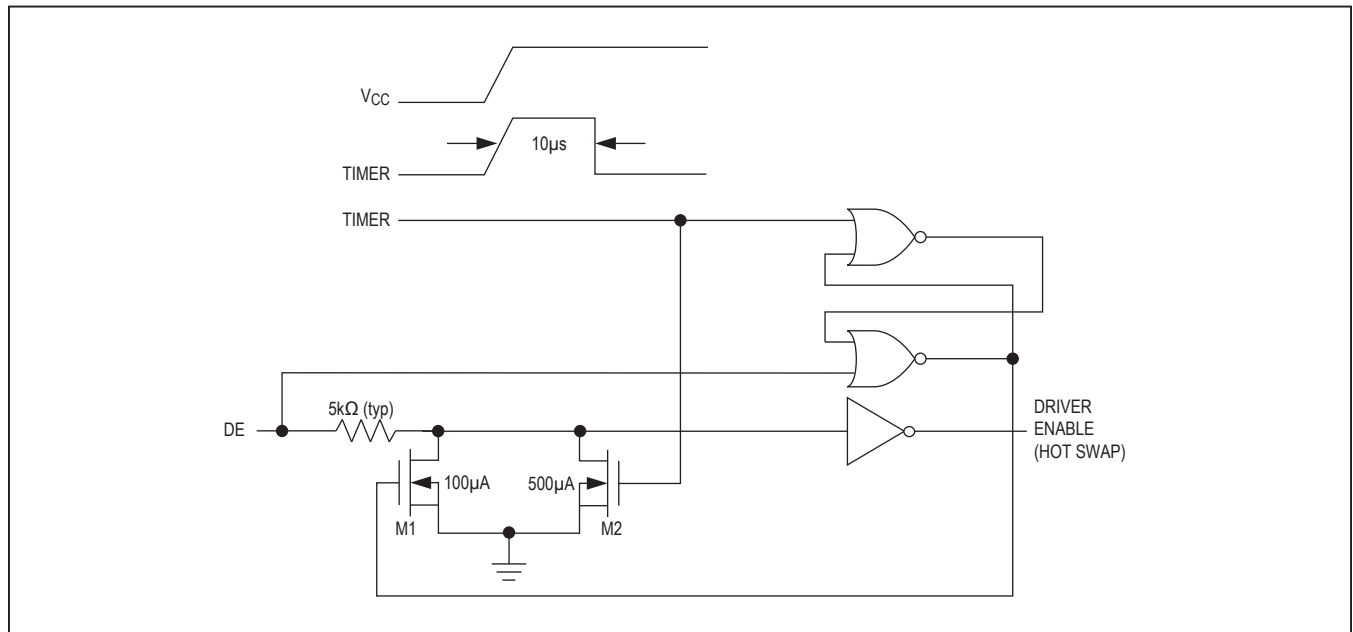 VCC
10µs
TIMER
TIMER
5kΩ (typ)
DE
DRIVER
ENABLE
(HOT SWAP)
100µA
500µA
M1
M2